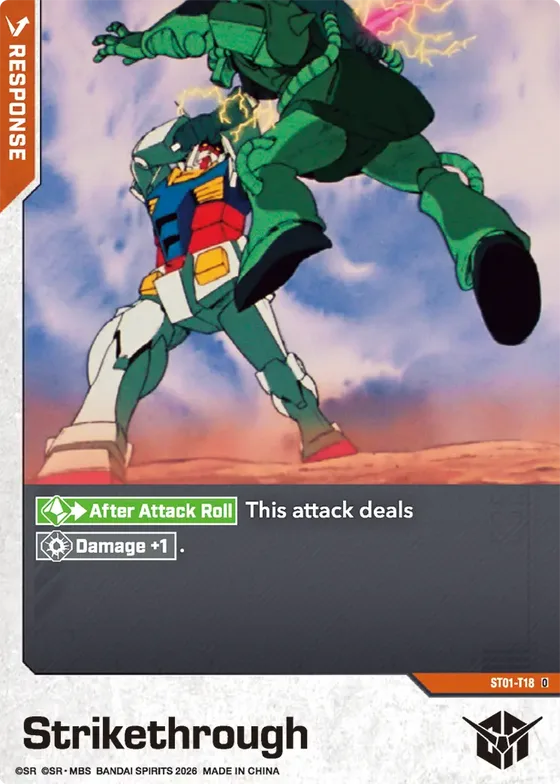 RESPONSE
After Attack Roll This attack deals
Damage +1 .
ST01-T18 0
Strikethrough
©SR ©SR・MBS BANDAI SPIRITS 2026 MADE IN CHINA